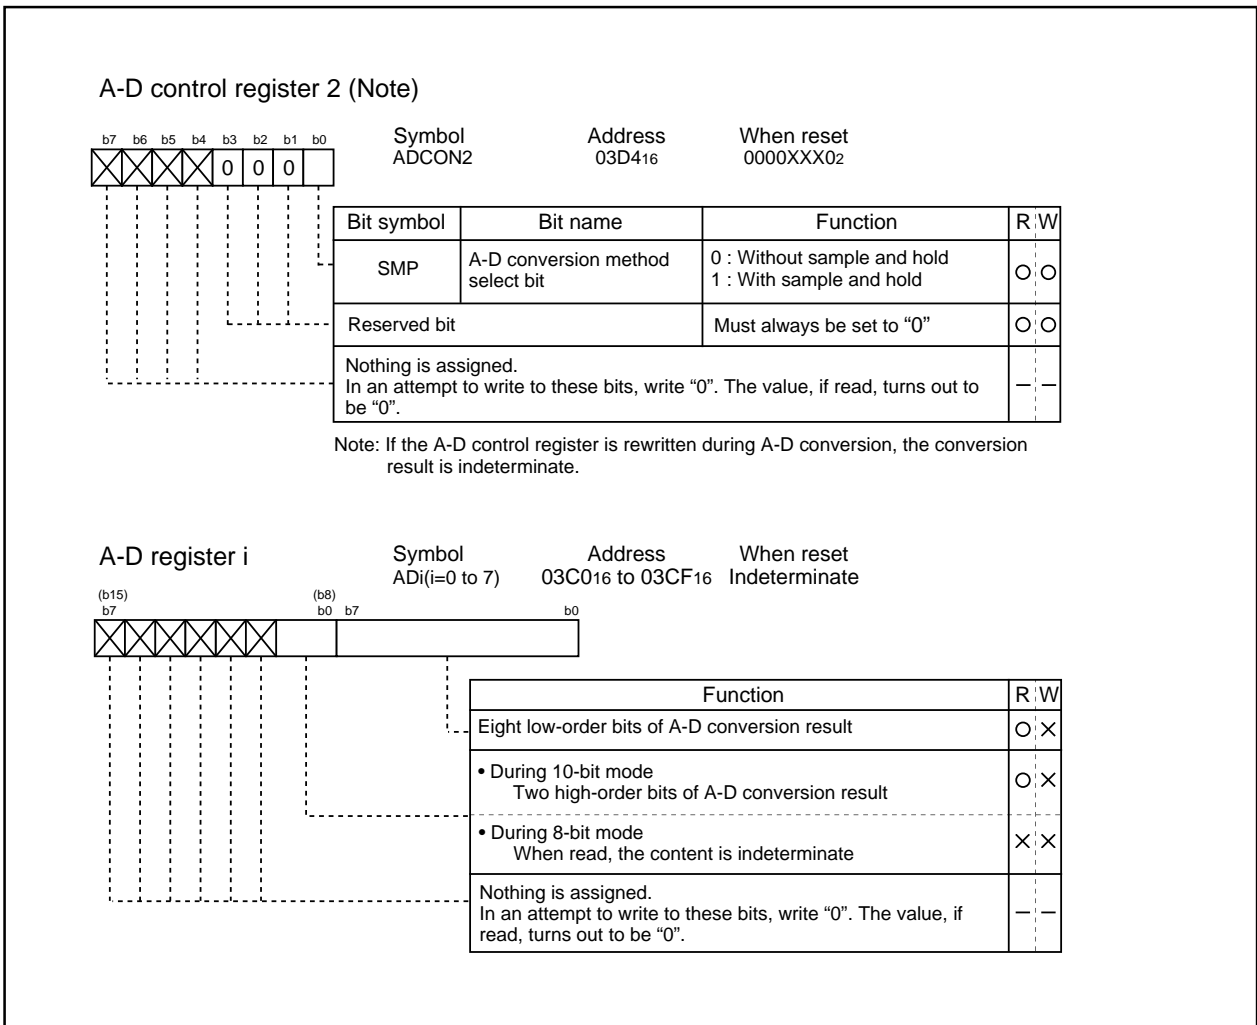 A-D control register 2 (Note)
b7 b6 b5 b4 b3 b2 b1 b0
Symbol Address When reset
ADCON2 03D416 0000XXX02
0 0 0
Bit symbol Bit name Function R W
SMP A-D conversion method select bit 0 : Without sample and hold
1 : With sample and hold
Reserved bit Must always be set to “0”
Nothing is assigned.
In an attempt to write to these bits, write “0”. The value, if read, turns out to
be “0”.
Note: If the A-D control register is rewritten during A-D conversion, the conversion
result is indeterminate.
A-D register i
Symbol Address When reset
ADi(i=0 to 7) 03C016 to 03CF16 Indeterminate
(b15) (b8)
b7 b0 b7 b0
Function R W
Eight low-order bits of A-D conversion result
• During 10-bit mode
Two high-order bits of A-D conversion result
• During 8-bit mode
When read, the content is indeterminate
Nothing is assigned.
In an attempt to write to these bits, write “0”. The value, if
read, turns out to be “0”.